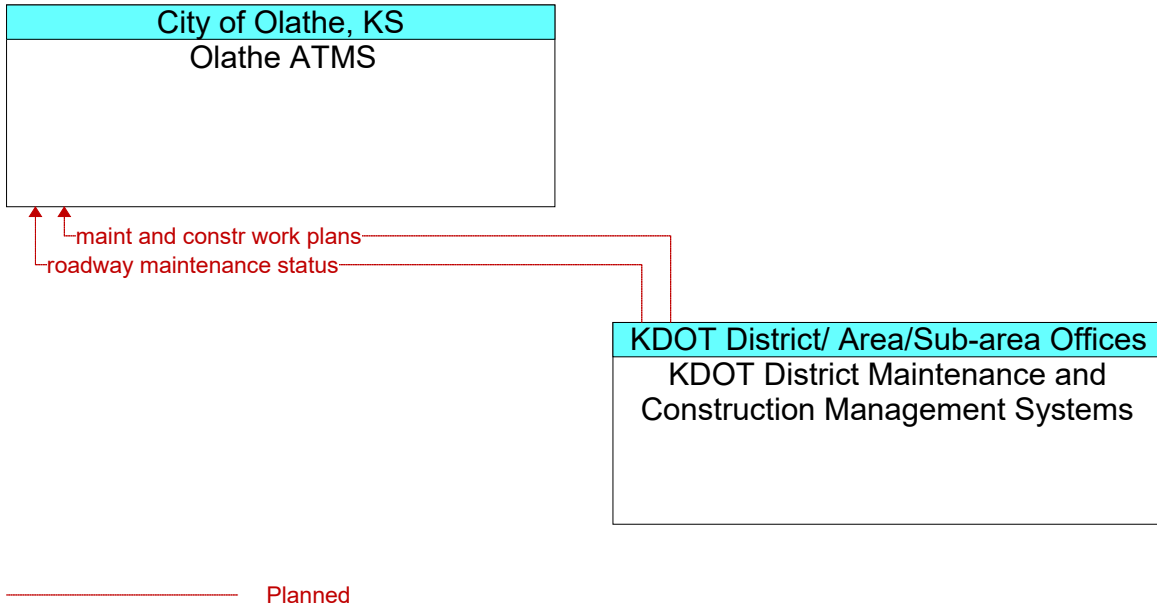 City of Olathe, KS
Olathe ATMS
maint and constr work plans
roadway maintenance status
KDOT District/ Area/Sub-area Offices
KDOT District Maintenance and
Construction Management Systems
Planned